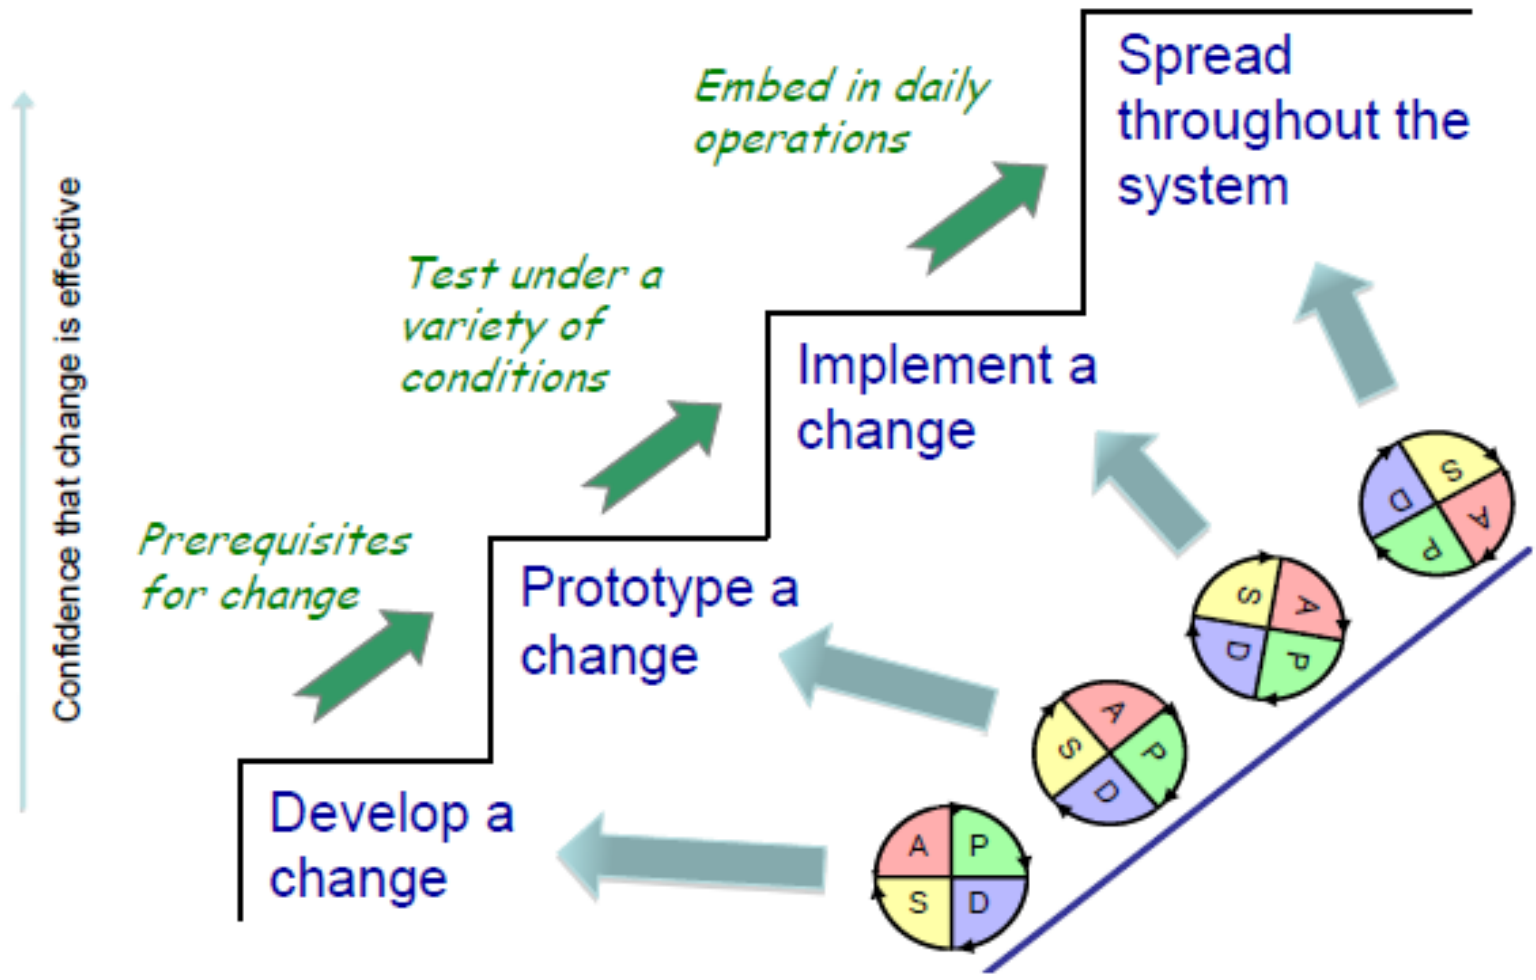 Spread
throughout the
system
Embed in daily
operations
Confidence that change is effective
Test under a
variety of
conditions
Implement a
change
Prerequisites
for change
Prototype a
change
Develop a
change
S
D
A
P
S
A
D
P
A
S
P
D
A
P
S
D